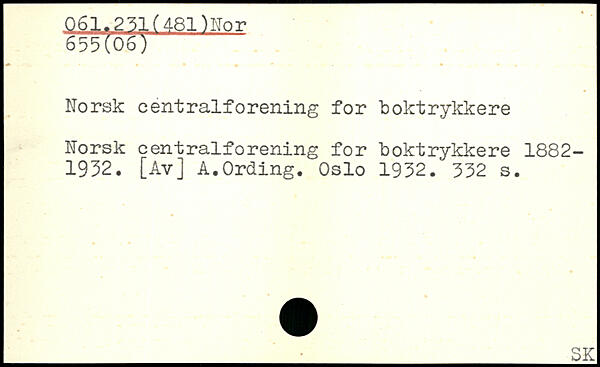 061.231(481)Nor
655(06)
Norsk centralforening for boktrykkere
Norsk centralforening for boktrykkere 1882-
1932. [Av] A.Ording. Oslo 1932. 332 s.
SK